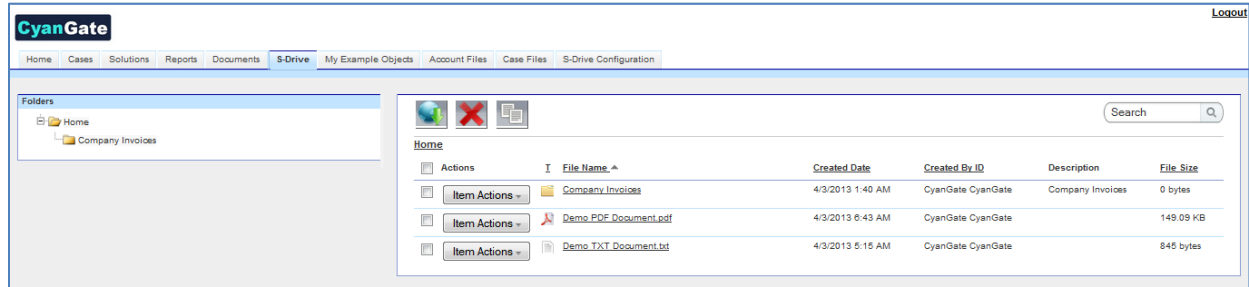 Logout
CyanGate
Home Cases Solutions Reports Documents S-Drive My Example Objects Account Files Case Files S-Drive Configuration
Folders
Home
Company Invoices
Search
Home
Actions T File Name Created Date Created By ID Description File Size
Item Actions Company Invoices 4/3/2013 1:40 AM CyanGate CyanGate Company Invoices 0 bytes
Item Actions Demo PDF Document.pdf 4/3/2013 6:43 AM CyanGate CyanGate 149.09 KB
Item Actions Demo TXT Document.txt 4/3/2013 5:15 AM CyanGate CyanGate 845 bytes